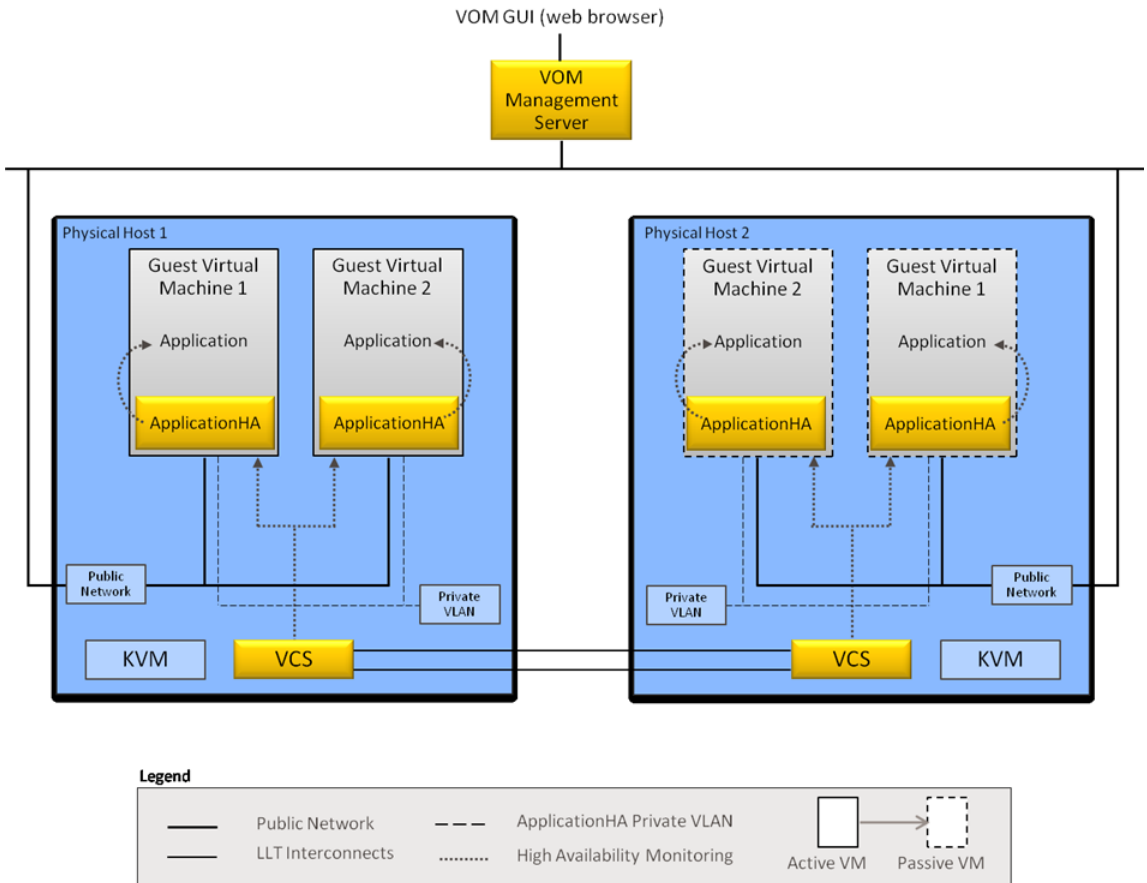 VOM GUI (web browser)
VOM
Management
Server
Physical Host 1
Guest Virtual
Machine 1
Application
ApplicationHA
Guest Virtual
Machine 2
Application
ApplicationHA
Public
Network
Private
VLAN
KVM
VCS
Physical Host 2
Guest Virtual
Machine 2
Application
ApplicationHA
Guest Virtual
Machine 1
Application
ApplicationHA
Private
VLAN
Public
Network
VCS
KVM
Legend
Public Network
LLT Interconnects
ApplicationHA Private VLAN
High Availability Monitoring
Active VM
Passive VM